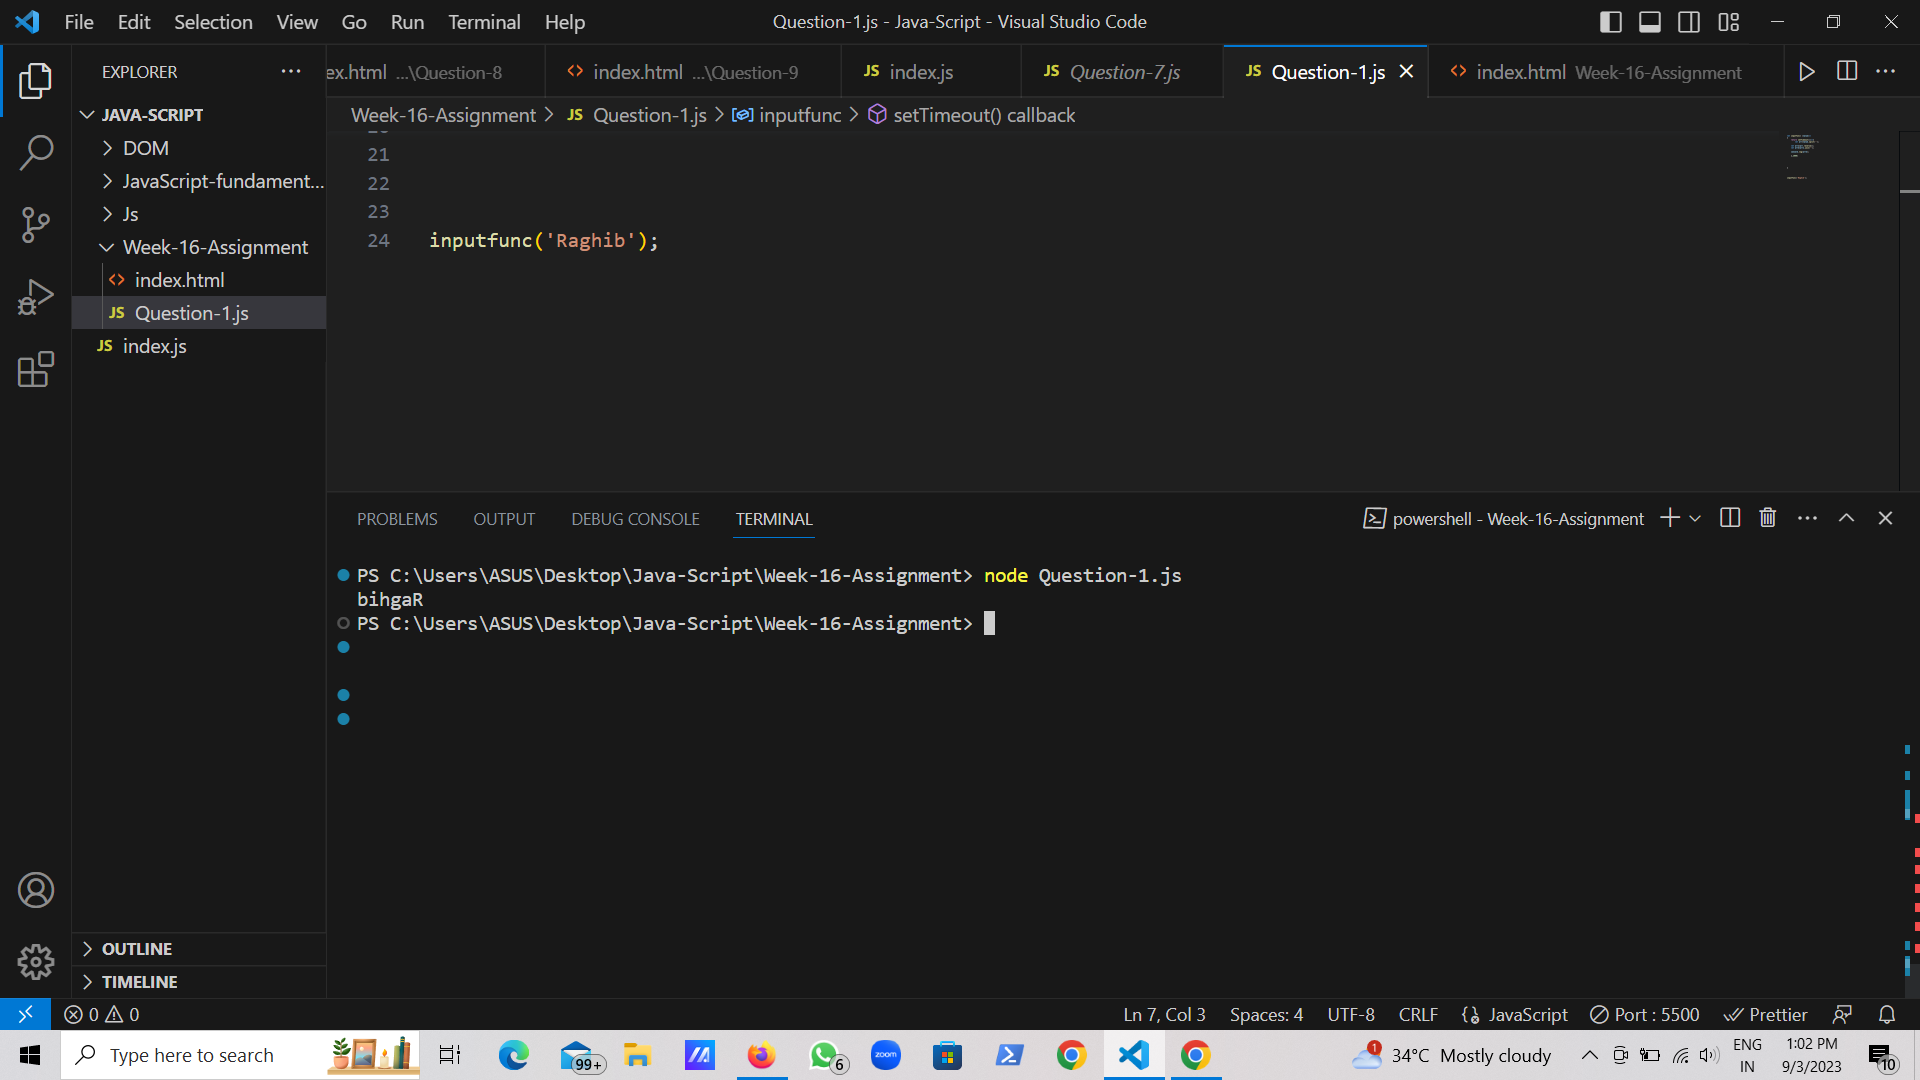 File Edit Selection View Go Run Terminal Help
Question-1.js - Java-Script - Visual Studio Code
EXPLORER
ex.html ...\Question-8
index.html ...\Question-9
JS index.js
JS Question-7.js
JS Question-1.js
index.html Week-16-Assignment
Week-16-Assignment > JS Question-1.js > inputfunc > setTimeout() callback
JAVA-SCRIPT
DOM
JavaScript-fundament...
Js
Week-16-Assignment
index.html
JS Question-1.js
JS index.js
21
22
23
24 inputfunc('Raghib');
PROBLEMS OUTPUT DEBUG CONSOLE TERMINAL
powershell - Week-16-Assignment
PS C:\Users\ASUS\Desktop\Java-Script\Week-16-Assignment> node Question-1.js
bihgaR
PS C:\Users\ASUS\Desktop\Java-Script\Week-16-Assignment>
OUTLINE
TIMELINE
0 0
Ln 7, Col 3 Spaces: 4 UTF-8 CRLF JavaScript Port : 5500 Prettier
Type here to search
99+
6
zoom
1
34°C Mostly cloudy
ENG
IN
1:02 PM
9/3/2023
10